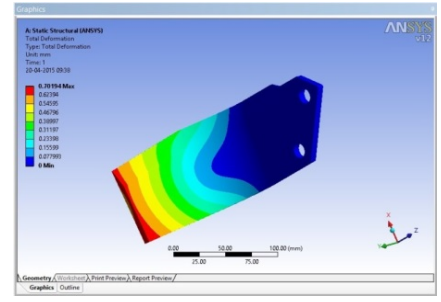 Graphics
A: Static Structural (ANSYS)
Total Deformation
Type: Total Deformation
Unit: mm
Time: 1
20-04-2015 09:36
ANSYS
v12
0.70194 Max
0.62394
0.54595
0.46796
0.38997
0.31197
0.23398
0.15599
0.077993
0 Min
0.00
50.00
100.00 (mm)
25.00
75.00
X
Y
Z
Geometry / Worksheet / Print Preview / Report Preview /
Graphics Outline